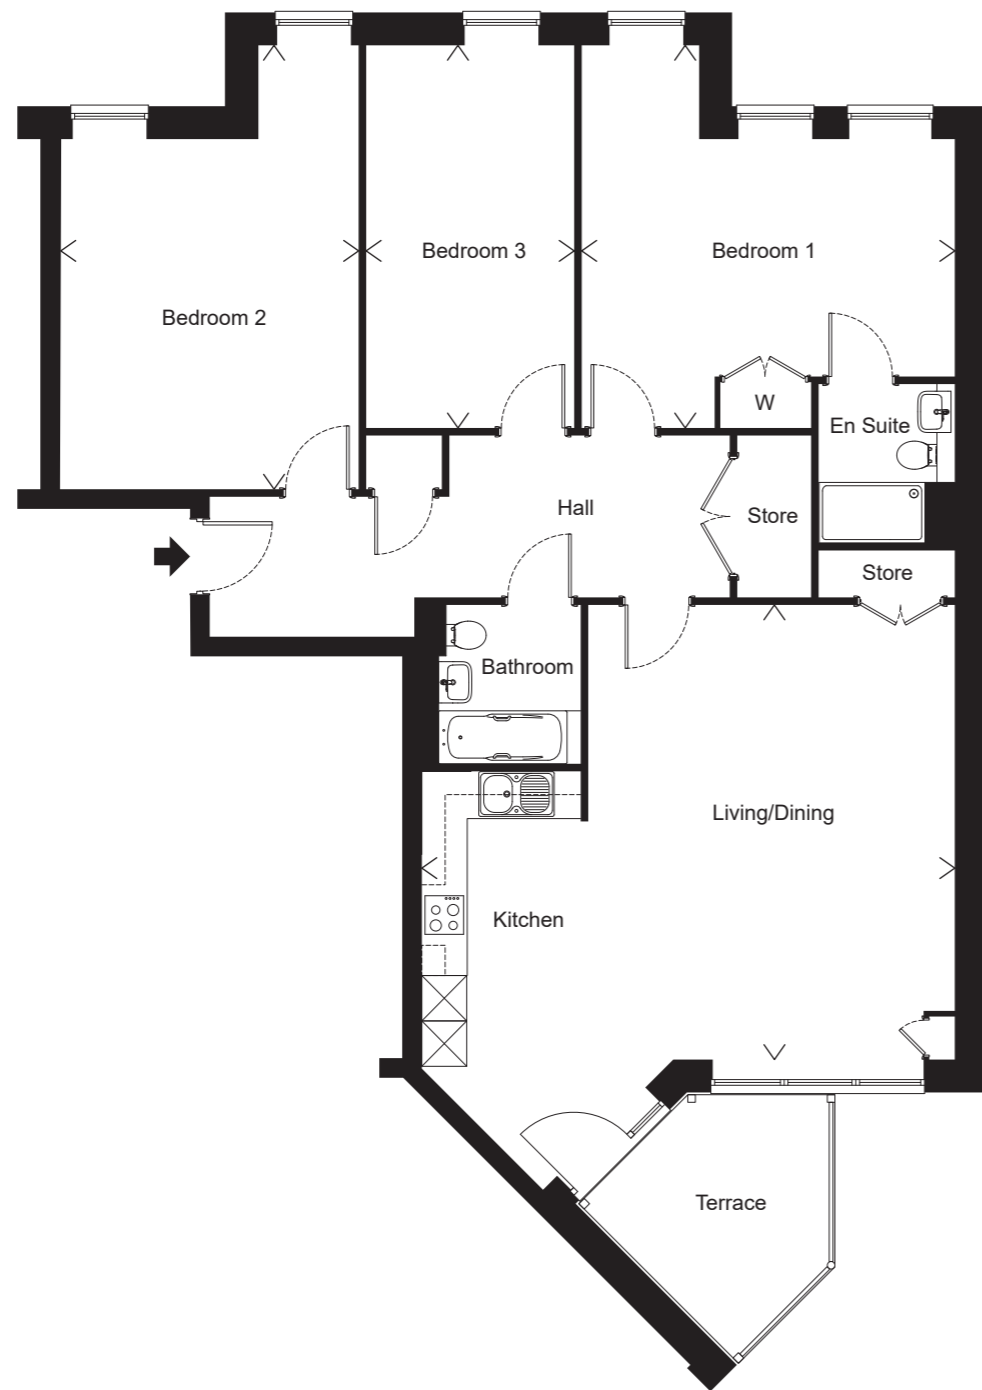 Bedroom 3
Bedroom 1
Bedroom 2
W
En Suite
Hall
Store
Store
Bathroom
Living/Dining
Kitchen
Terrace